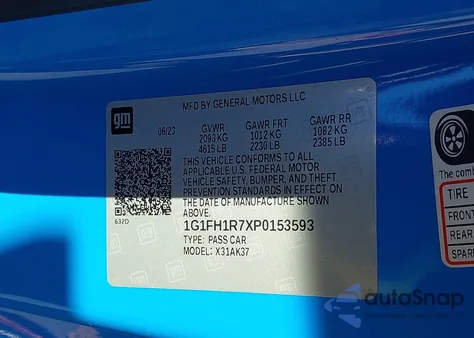 MFD BY GENERAL MOTORS LLC
gm
06/23 GVWR GAWR FRT GAWR RR
2093 KG 1012 KG 1082 KG
4615 LB 2230 LB 2385 LB
THIS VEHICLE CONFORMS TO ALL
APPLICABLE U.S. FEDERAL MOTOR
VEHICLE SAFETY, BUMPER, AND THEFT
PREVENTION STANDARDS IN EFFECT ON
THE DATE OF MANUFACTURE SHOWN
ABOVE.
632D
1G1FH1R7XP0153593
TYPE: PASS CAR
MODEL: X31AK37
The comb
TIRE
FRONT
REAR
SPAR
autoSnap